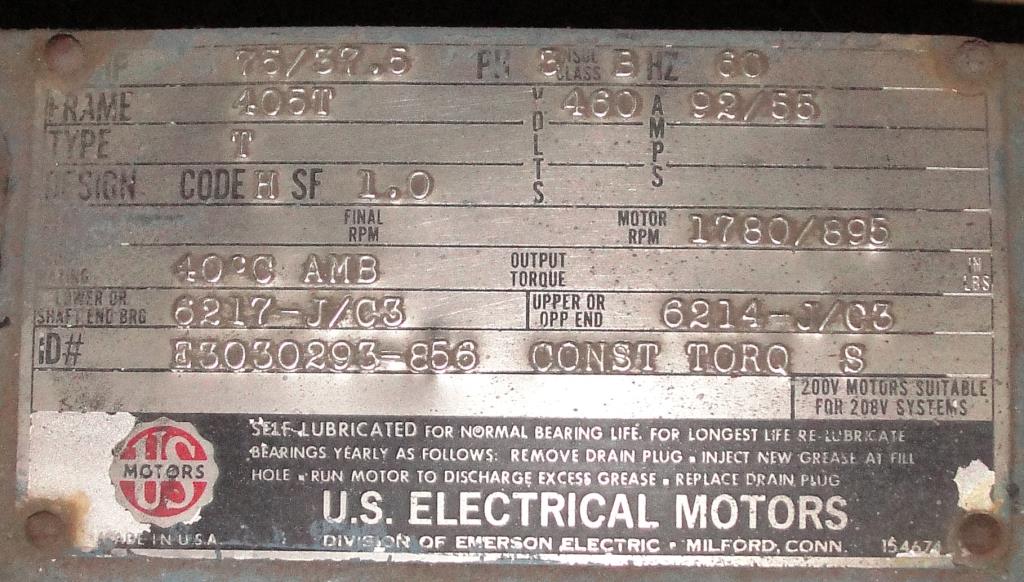 HP 75/37.5 PH 3 INSUL CLASS B HZ 60
FRAME 405T VOLTS 460 AMPS 92/55
TYPE T
DESIGN CODE H SF 1.0
FINAL RPM MOTOR RPM 1780/895
RATING 40°C AMB OUTPUT TORQUE IN LBS
LOWER OR SHAFT END BRG 6217-J/C3 UPPER OR OPP END 6214-J/C3
ID# E3030293-856 CONST TORQ S
200V MOTORS SUITABLE FOR 208V SYSTEMS
US MOTORS
SELF-LUBRICATED FOR NORMAL BEARING LIFE. FOR LONGEST LIFE RE-LUBRICATE
BEARINGS YEARLY AS FOLLOWS: REMOVE DRAIN PLUG ▪ INJECT NEW GREASE AT FILL
HOLE ▪ RUN MOTOR TO DISCHARGE EXCESS GREASE ▪ REPLACE DRAIN PLUG
U.S. ELECTRICAL MOTORS
MADE IN U.S.A. DIVISION OF EMERSON ELECTRIC ▪ MILFORD, CONN. 154674